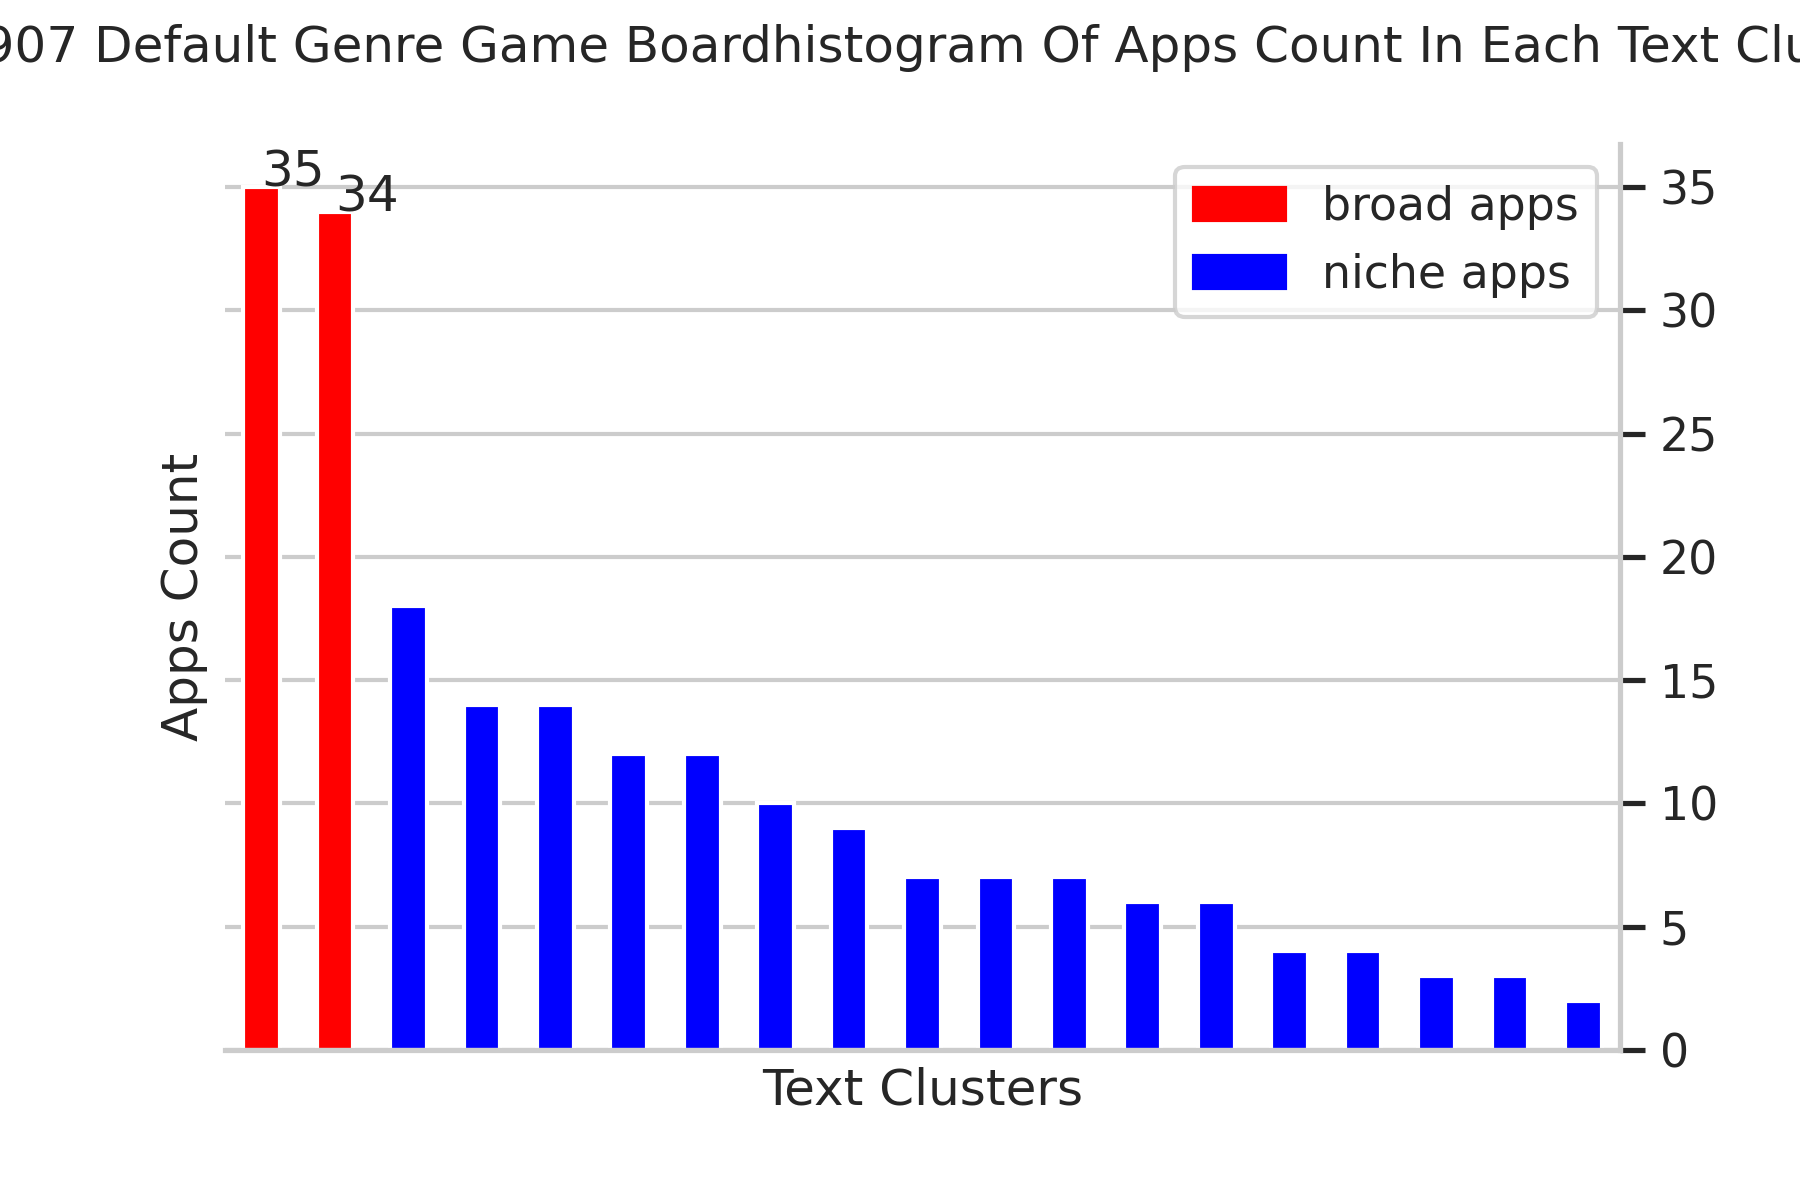 907 Default Genre Game Boardhistogram Of Apps Count In Each Text Clu
35
34
broad apps
niche apps
35
30
25
20
15
10
5
0
Apps Count
Text Clusters